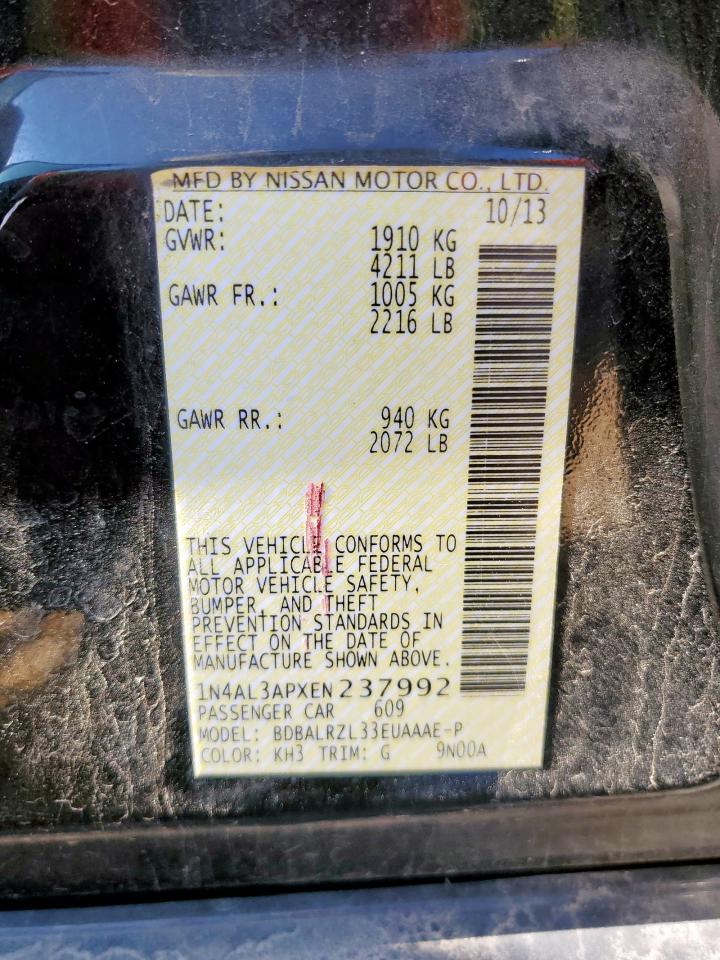 MFD BY NISSAN MOTOR CO., LTD.
DATE: 10/13
GVWR: 1910 KG
4211 LB
GAWR FR.: 1005 KG
2216 LB
GAWR RR.: 940 KG
2072 LB
THIS VEHICLE CONFORMS TO
ALL APPLICABLE FEDERAL
MOTOR VEHICLE SAFETY,
BUMPER, AND THEFT
PREVENTION STANDARDS IN
EFFECT ON THE DATE OF
MANUFACTURE SHOWN ABOVE.
1N4AL3APXEN237992
PASSENGER CAR 609
MODEL: BDBALRZL33EUAAAE-P
COLOR: KH3 TRIM: G 9N00A